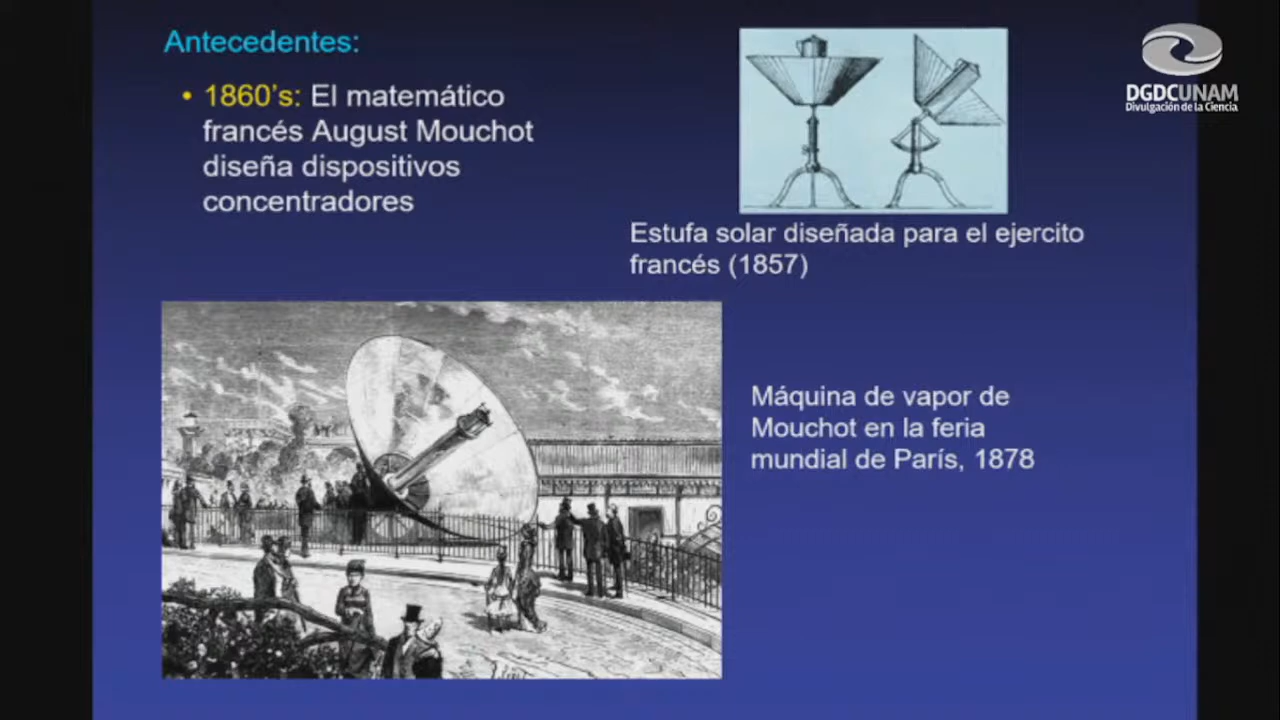 Antecedentes:
• 1860's: El matemático
francés August Mouchot
diseña dispositivos
concentradores
Estufa solar diseñada para el ejercito
francés (1857)
Máquina de vapor de
Mouchot en la feria
mundial de París, 1878
DGDCUNAM
Divulgación de la Ciencia